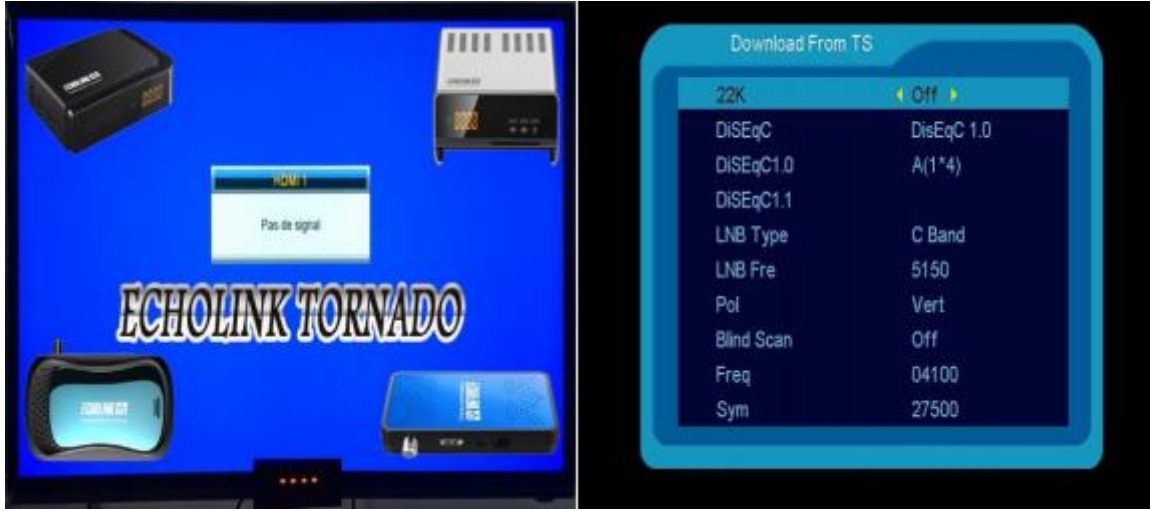 HDMI 1
Pas de signal
ECHOLINK TORNADO
Download From TS
22K Off
DiSEqC DisEqC 1.0
DiSEqC1.0 A(1*4)
DiSEqC1.1
LNB Type C Band
LNB Fre 5150
Pol Vert
Blind Scan Off
Freq 04100
Sym 27500